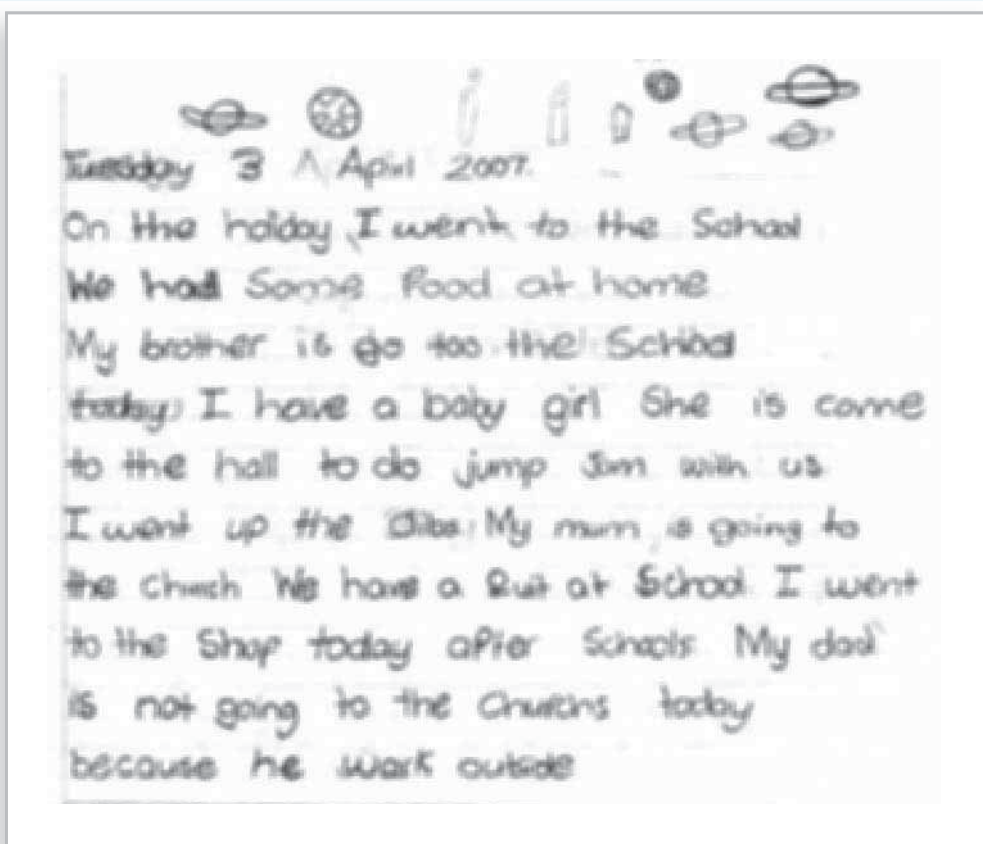 Tuesday 3 April 2007.
On the holiday I went to the School
We had Some food at home
My brother is go too the School
today I have a baby girl She is come
to the hall to do jump Jam with us
I went up the My mum is going to
the Church We have a at School I went
to the Shop today after Schools My dad
is not going to the Churchs today
because he work outside